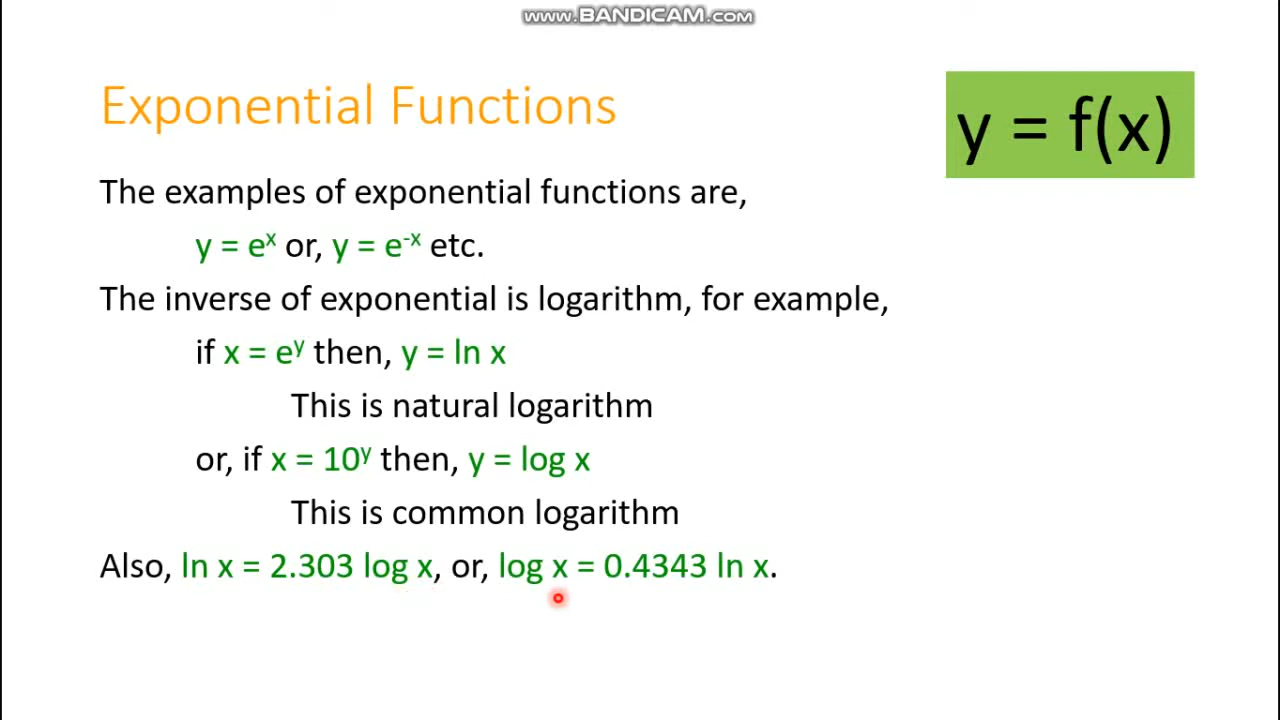 www.BANDICAM.com
Exponential Functions
y = f(x)
The examples of exponential functions are,
y = eˣ or, y = e⁻ˣ etc.
The inverse of exponential is logarithm, for example,
if x = eʸ then, y = ln x
This is natural logarithm
or, if x = 10ʸ then, y = log x
This is common logarithm
Also, ln x = 2.303 log x, or, log x = 0.4343 ln x.